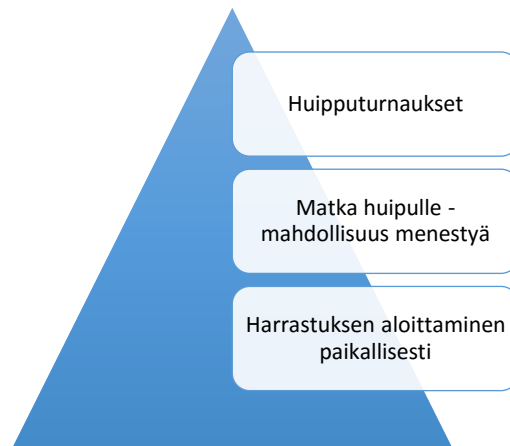 Huipputurnaukset
Matka huipulle -
mahdollisuus menestyä
Harrastuksen aloittaminen
paikallisesti